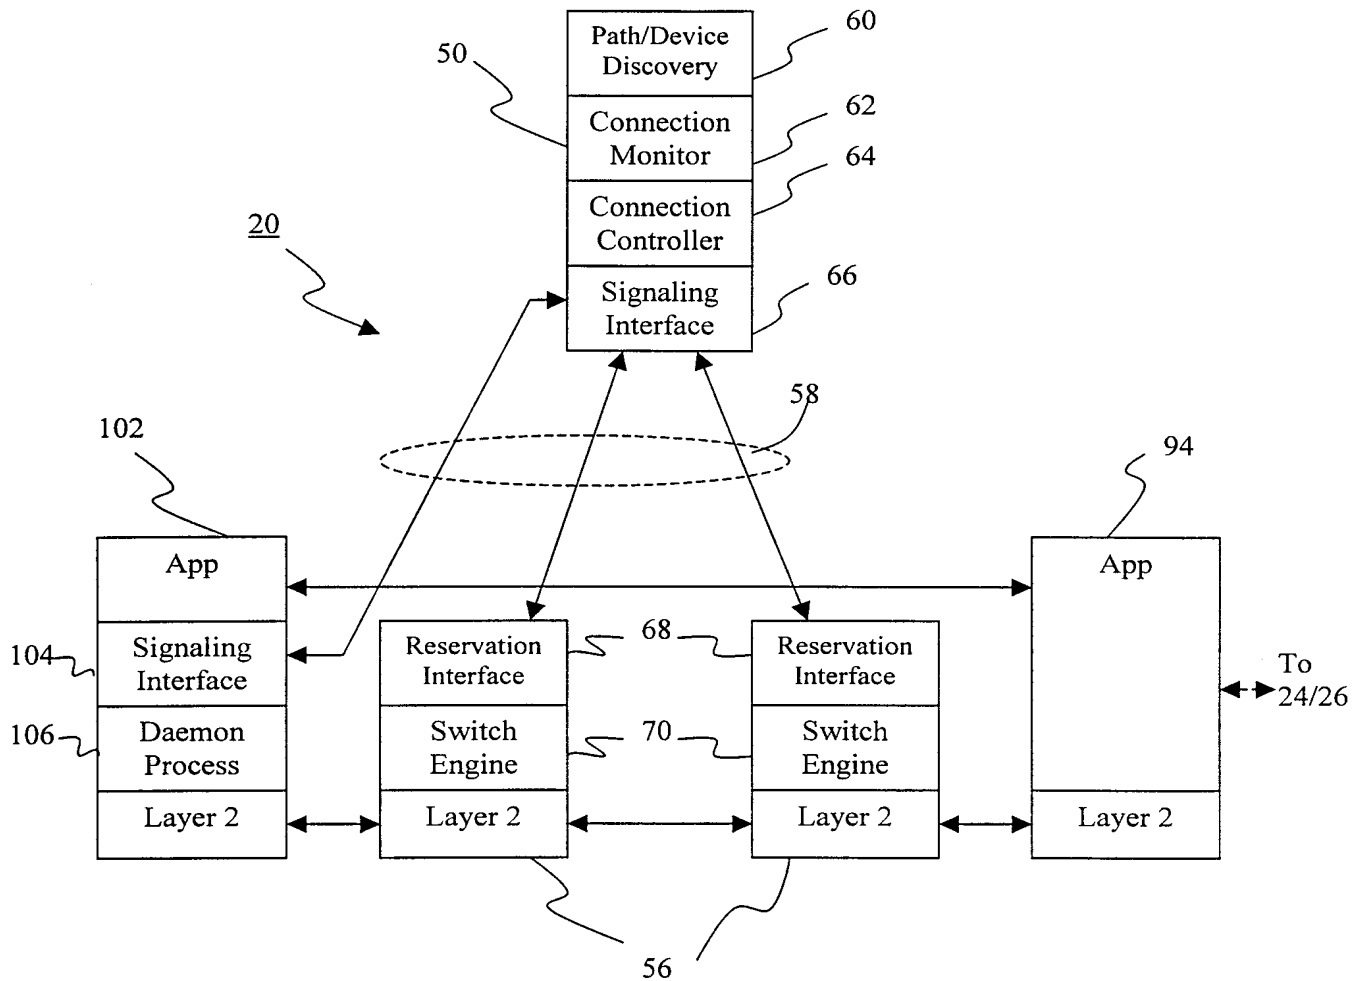 Path/Device
Discovery
60
50
Connection
Monitor
62
64
Connection
Controller
20
66
Signaling
Interface
58
102
94
App
App
104
Signaling
Interface
Reservation
Interface
68
Reservation
Interface
To
24/26
106
Daemon
Process
Switch
Engine
70
Switch
Engine
Layer 2
Layer 2
Layer 2
Layer 2
56